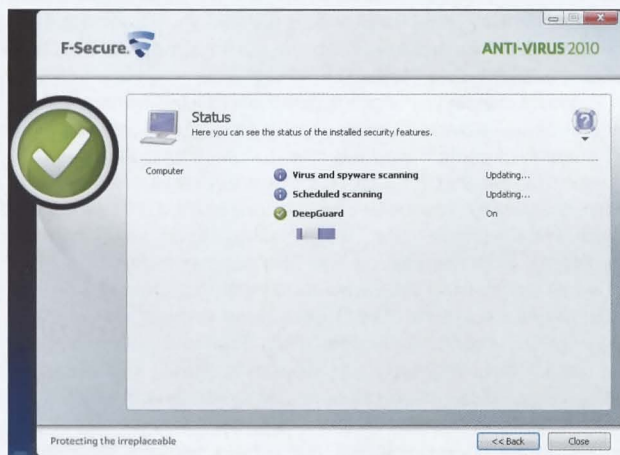 F-Secure.
ANTI-VIRUS 2010
Status
Here you can see the status of the installed security features.
Computer
Virus and spyware scanning Updating...
Scheduled scanning Updating...
DeepGuard On
Protecting the irreplaceable
<< Back Close